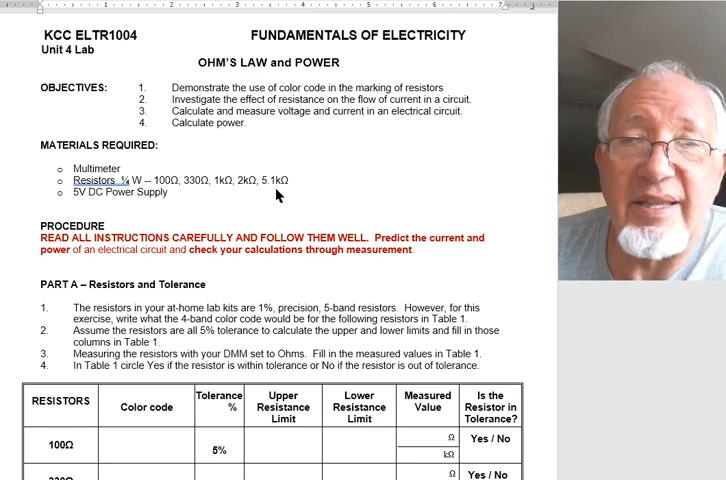 KCC ELTR1004 FUNDAMENTALS OF ELECTRICITY
Unit 4 Lab
OHM'S LAW and POWER
OBJECTIVES: 1. Demonstrate the use of color code in the marking of resistors
2. Investigate the effect of resistance on the flow of current in a circuit.
3. Calculate and measure voltage and current in an electrical circuit.
4. Calculate power.
MATERIALS REQUIRED:
o Multimeter
o Resistors ¼ W -- 100Ω, 330Ω, 1kΩ, 2kΩ, 5.1kΩ
o 5V DC Power Supply
PROCEDURE
READ ALL INSTRUCTIONS CAREFULLY AND FOLLOW THEM WELL. Predict the current and
power of an electrical circuit and check your calculations through measurement.
PART A – Resistors and Tolerance
1. The resistors in your at-home lab kits are 1%, precision, 5-band resistors. However, for this
exercise, write what the 4-band color code would be for the following resistors in Table 1.
2. Assume the resistors are all 5% tolerance to calculate the upper and lower limits and fill in those
columns in Table 1.
3. Measuring the resistors with your DMM set to Ohms. Fill in the measured values in Table 1.
4. In Table 1 circle Yes if the resistor is within tolerance or No if the resistor is out of tolerance.
RESISTORS
Color code
Tolerance
%
Upper
Resistance
Limit
Lower
Resistance
Limit
Measured
Value
Is the
Resistor in
Tolerance?
100Ω
5%
Ω
kΩ
Yes / No
330Ω
Ω
Yes / No